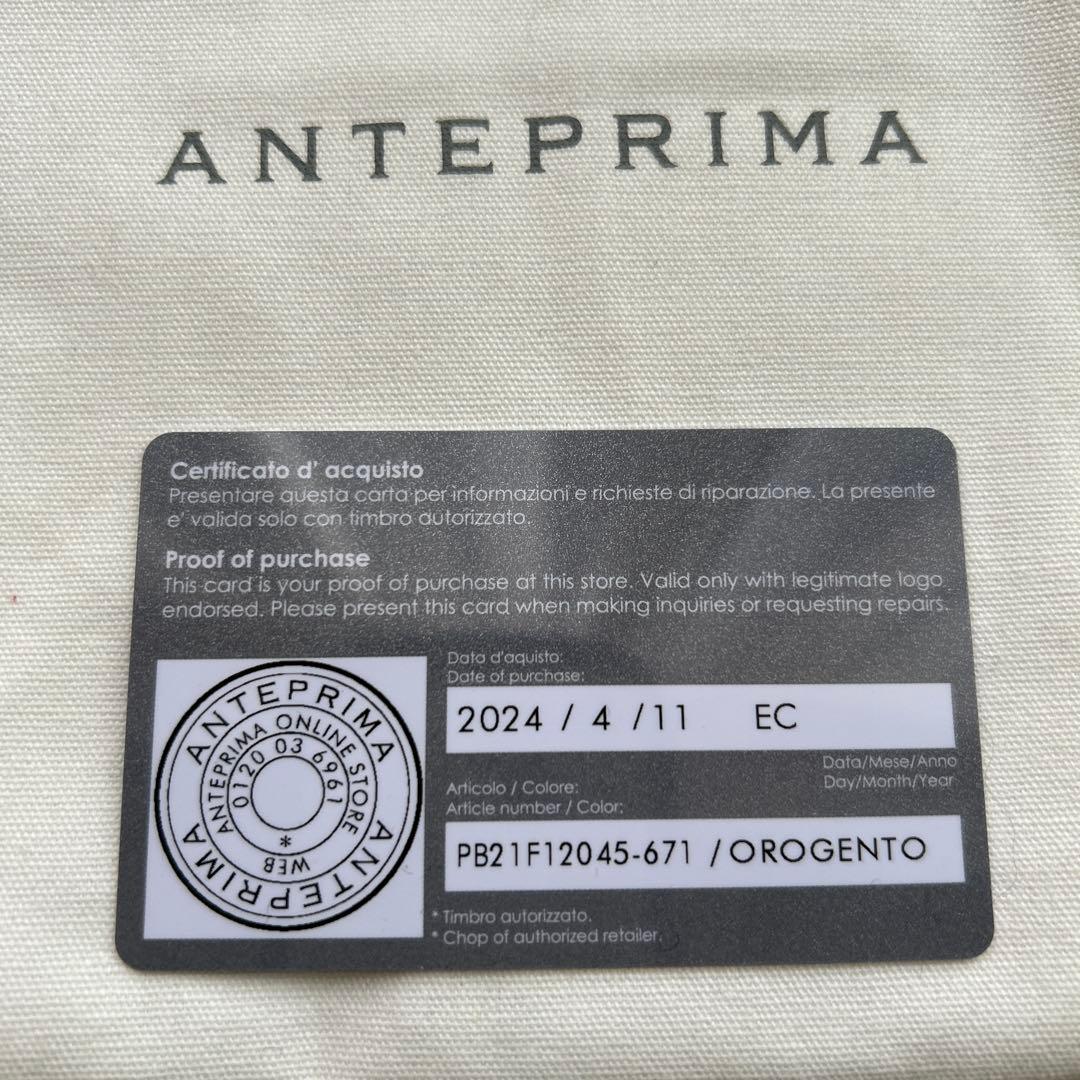 ANTEPRIMA
Certificato d' acquisto
Presentare questa carta per informazioni e richieste di riparazione. La presente
e' valida solo con timbro autorizzato.
Proof of purchase
This card is your proof of purchase at this store. Valid only with legitimate logo
endorsed. Please present this card when making inquiries or requesting repairs.
ANTEPRIMA
ANTEPRIMA ONLINE STORE
0120 03 6961
*
WEB
ANTEPRIMA
Data d'aquisto:
Date of purchase:
2024 / 4 /11 EC
Data/Mese/Anno
Day/Month/Year
Articolo / Colore:
Article number / Color:
PB21F12045-671 /OROGENTO
* Timbro autorizzato.
* Chop of authorized retailer.